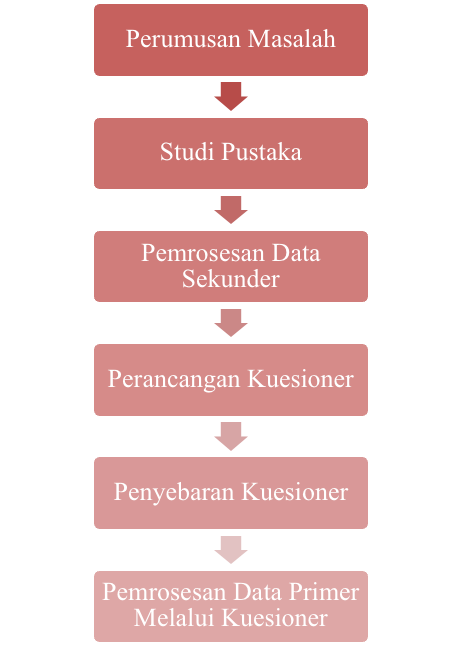 Perumusan Masalah
Studi Pustaka
Pemrosesan Data
Sekunder
Perancangan Kuesioner
Penyebaran Kuesioner
Pemrosesan Data Primer
Melalui Kuesioner